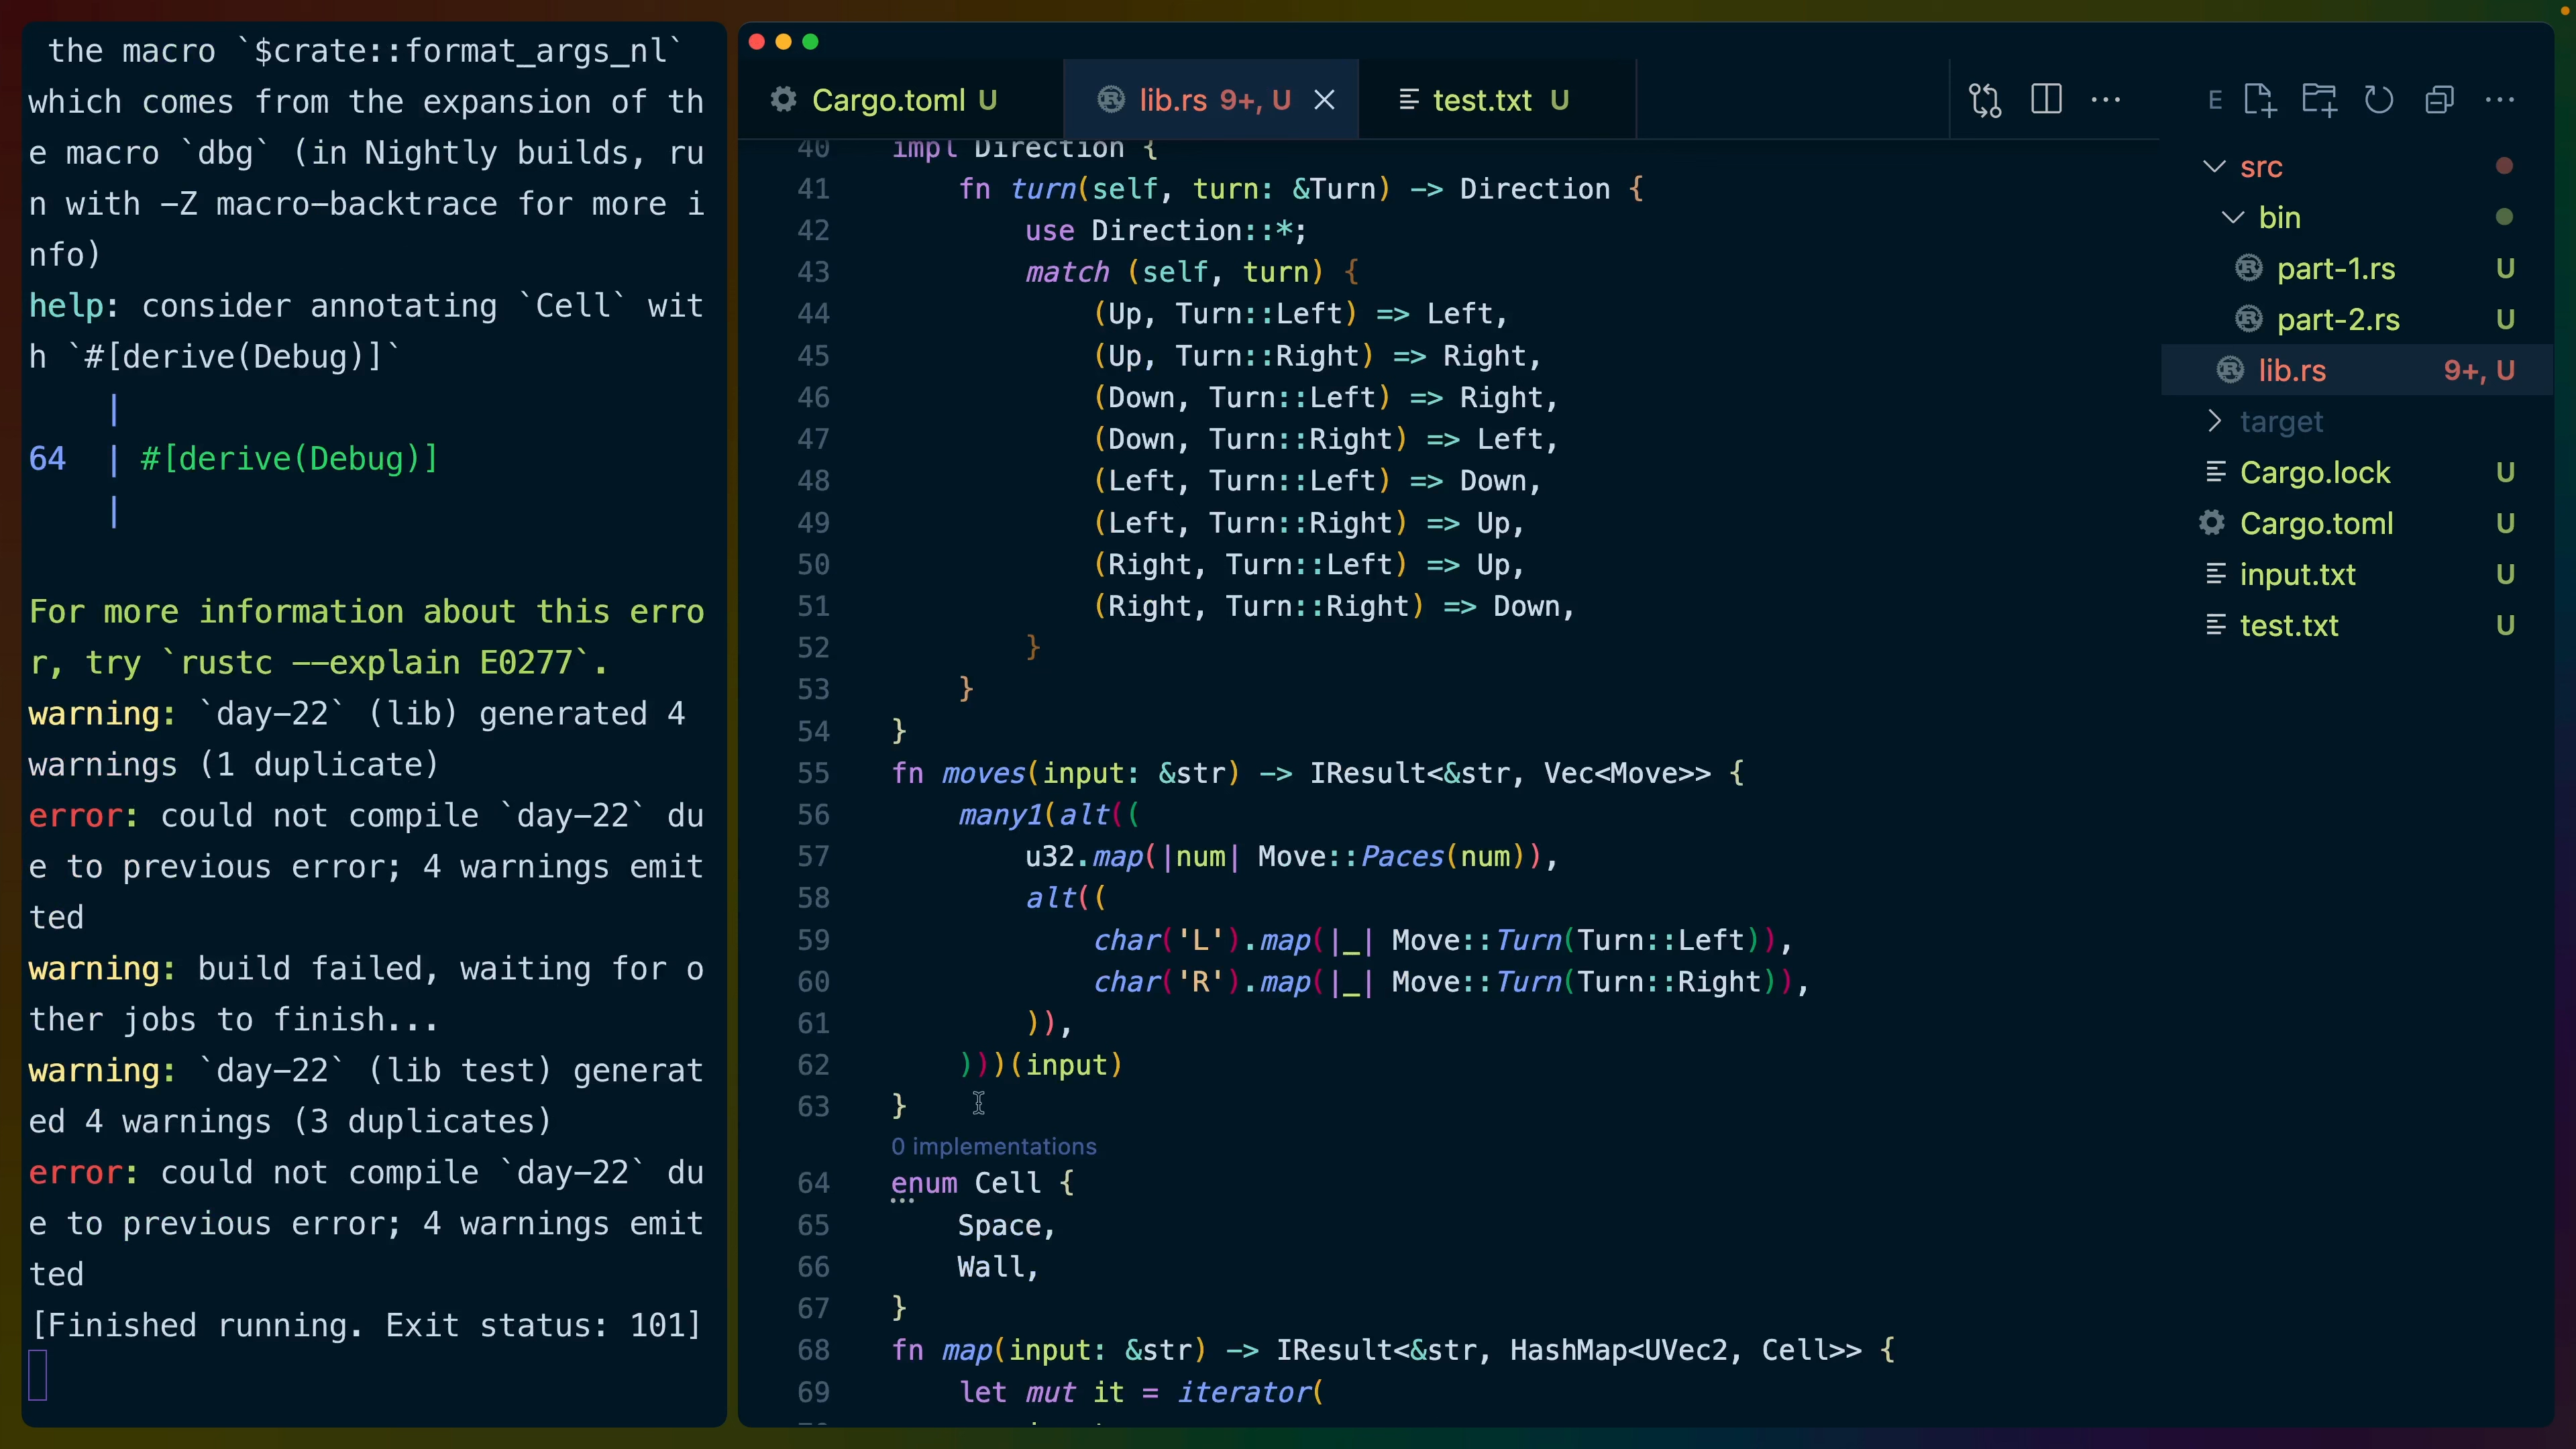 the macro `$crate::format_args_nl`
which comes from the expansion of th
e macro `dbg` (in Nightly builds, ru
n with -Z macro-backtrace for more i
nfo)
help: consider annotating `Cell` wit
h `#[derive(Debug)]`
|
64 | #[derive(Debug)]
|
For more information about this erro
r, try `rustc --explain E0277`.
warning: `day-22` (lib) generated 4
warnings (1 duplicate)
error: could not compile `day-22` du
e to previous error; 4 warnings emit
ted
warning: build failed, waiting for o
ther jobs to finish...
warning: `day-22` (lib test) generat
ed 4 warnings (3 duplicates)
error: could not compile `day-22` du
e to previous error; 4 warnings emit
ted
[Finished running. Exit status: 101]
Cargo.toml U
lib.rs 9+, U
test.txt U
40 impl Direction {
41 fn turn(self, turn: &Turn) -> Direction {
42 use Direction::*;
43 match (self, turn) {
44 (Up, Turn::Left) => Left,
45 (Up, Turn::Right) => Right,
46 (Down, Turn::Left) => Right,
47 (Down, Turn::Right) => Left,
48 (Left, Turn::Left) => Down,
49 (Left, Turn::Right) => Up,
50 (Right, Turn::Left) => Up,
51 (Right, Turn::Right) => Down,
52 }
53 }
54 }
55 fn moves(input: &str) -> IResult<&str, Vec<Move>> {
56 many1(alt((
57 u32.map(|num| Move::Paces(num)),
58 alt((
59 char('L').map(|_| Move::Turn(Turn::Left)),
60 char('R').map(|_| Move::Turn(Turn::Right)),
61 )),
62 )))(input)
63 }
0 implementations
64 enum Cell {
65 Space,
66 Wall,
67 }
68 fn map(input: &str) -> IResult<&str, HashMap<UVec2, Cell>> {
69 let mut it = iterator(
E
src
bin
part-1.rs U
part-2.rs U
lib.rs 9+, U
target
Cargo.lock U
Cargo.toml U
input.txt U
test.txt U